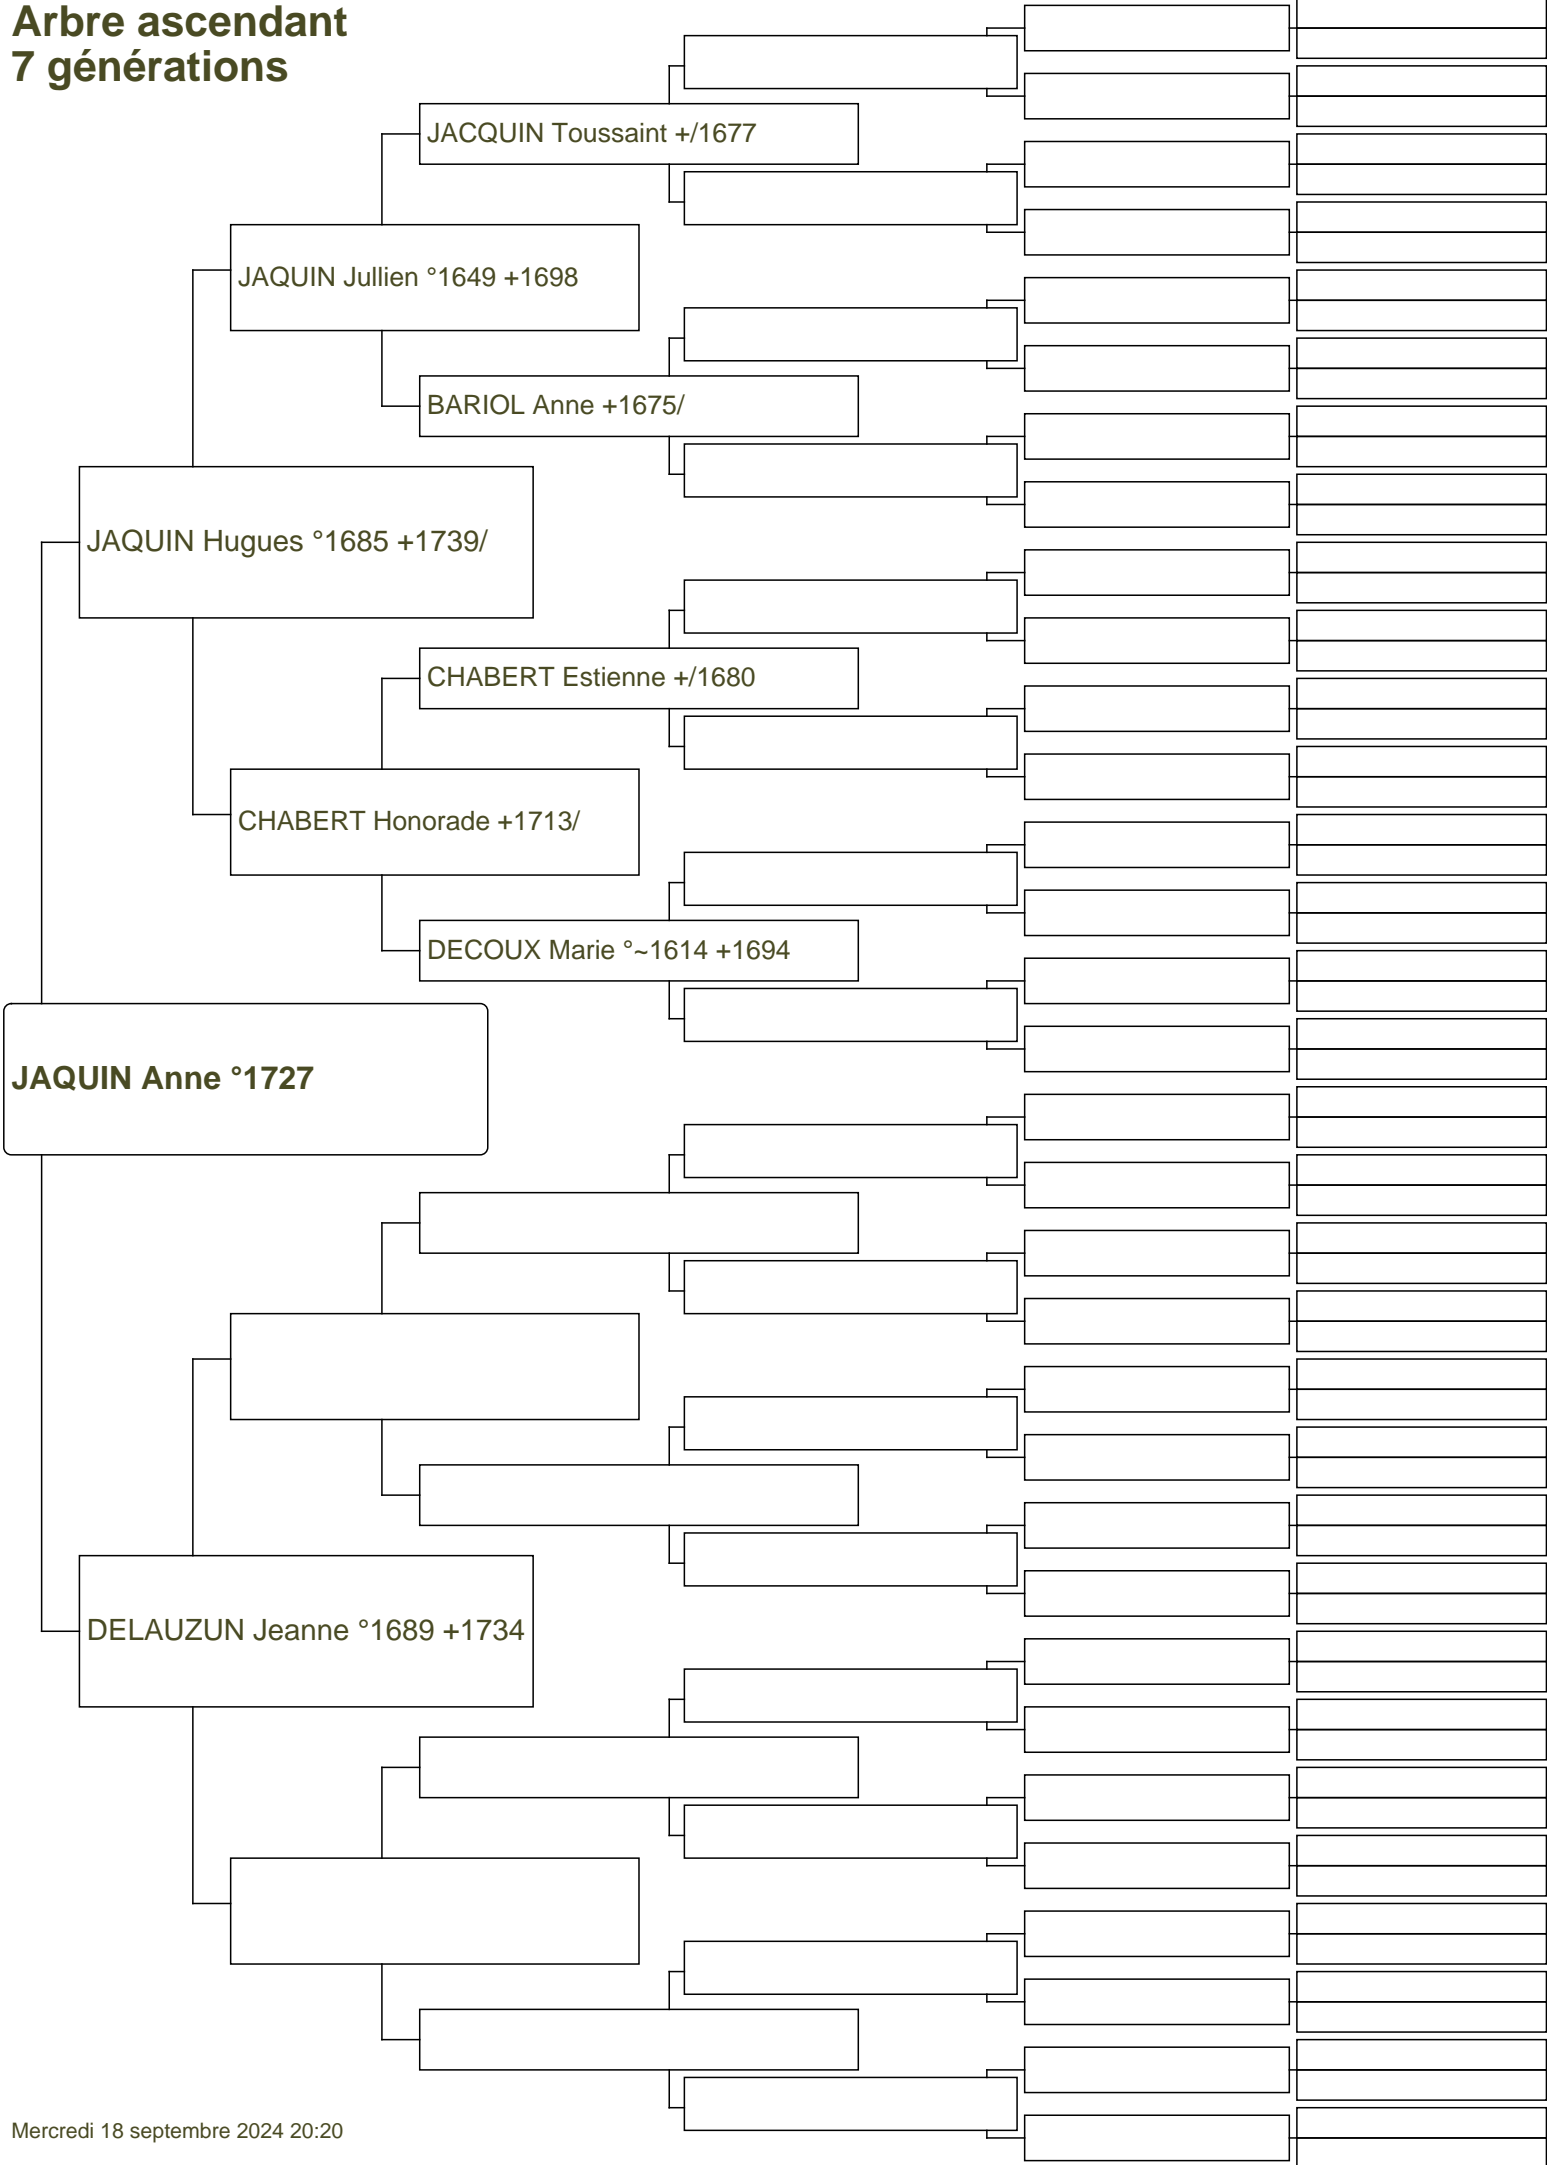 Arbre ascendant
7 générations
JACQUIN Toussaint +/1677
JAQUIN Jullien °1649 +1698
BARIOL Anne +1675/
JAQUIN Hugues °1685 +1739/
CHABERT Estienne +/1680
CHABERT Honorade +1713/
DECOUX Marie °~1614 +1694
JAQUIN Anne °1727
DELAUZUN Jeanne °1689 +1734
Mercredi 18 septembre 2024 20:20